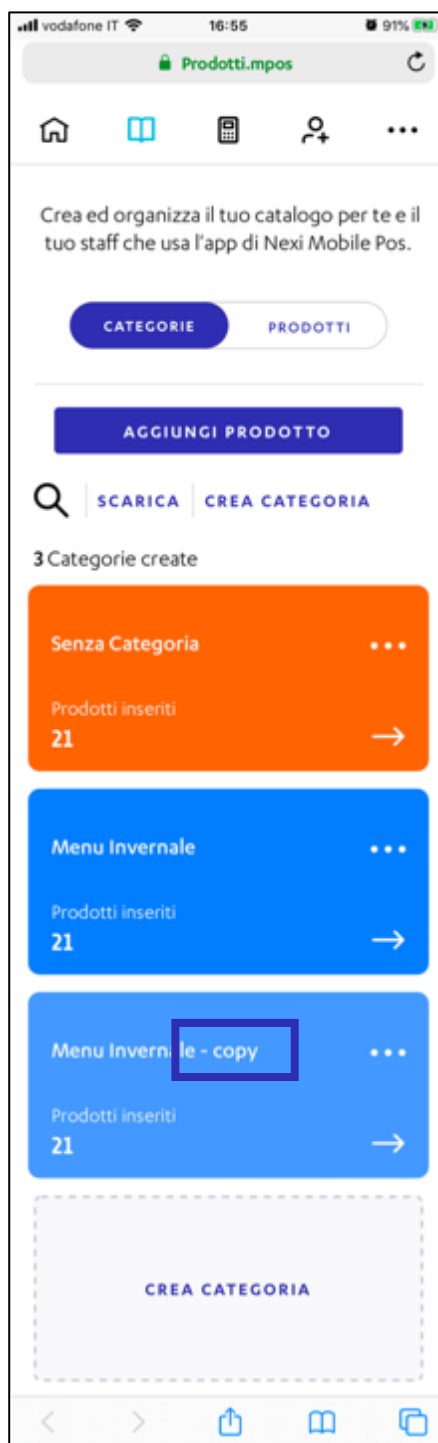 vodafone IT 16:55 91%
Prodotti.mpos
Crea ed organizza il tuo catalogo per te e il
tuo staff che usa l'app di Nexi Mobile Pos.
CATEGORIE PRODOTTI
AGGIUNGI PRODOTTO
SCARICA CREA CATEGORIA
3 Categorie create
Senza Categoria
Prodotti inseriti
21
Menu Invernale
Prodotti inseriti
21
Menu Invernale - copy
Prodotti inseriti
21
CREA CATEGORIA